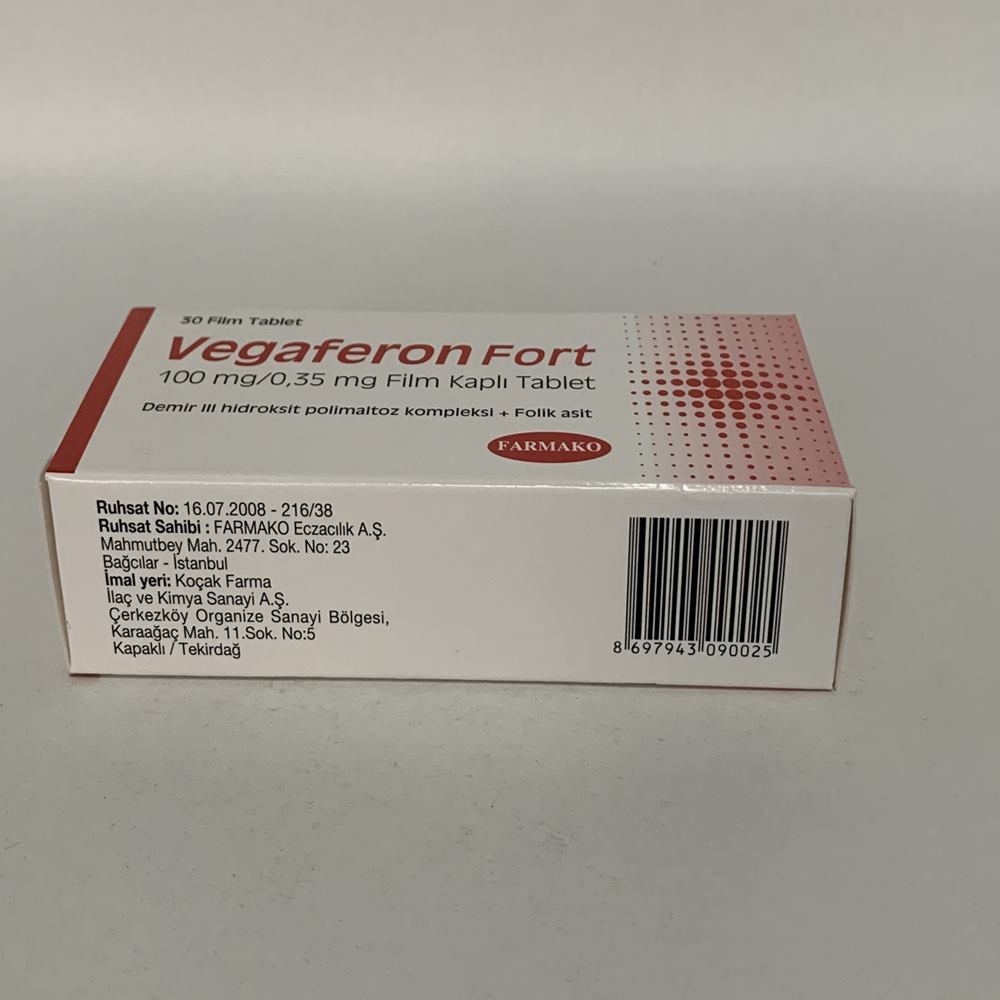 30 Film Tablet
Vegaferon Fort
100 mg/0,35 mg Film Kaplı Tablet
Demir III hidroksit polimaltoz kompleksi + Folik asit
FARMAKO
Ruhsat No: 16.07.2008 - 216/38
Ruhsat Sahibi : FARMAKO Eczacılık A.Ş.
Mahmutbey Mah. 2477. Sok. No: 23
Bağcılar - İstanbul
İmal yeri: Koçak Farma
İlaç ve Kimya Sanayi A.Ş.
Çerkezköy Organize Sanayi Bölgesi,
Karaağaç Mah. 11.Sok. No:5
Kapaklı / Tekirdağ
8 697943 090025